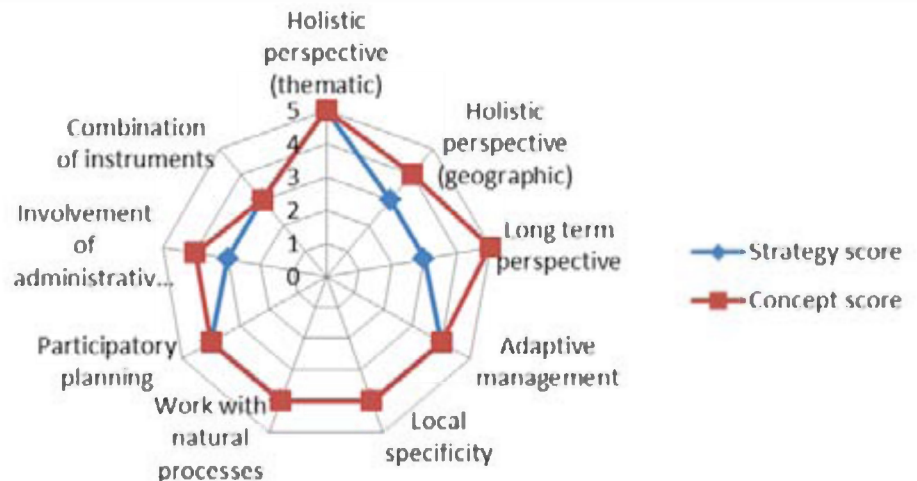 Holistic
perspective
(thematic)
Holistic
perspective
(geographic)
Long term
perspective
Adaptive
management
Local
specificity
Work with
natural
processes
Participatory
planning
Involvement
of
administrativ...
Combination
of instruments
5
4
3
2
1
0
Strategy score
Concept score